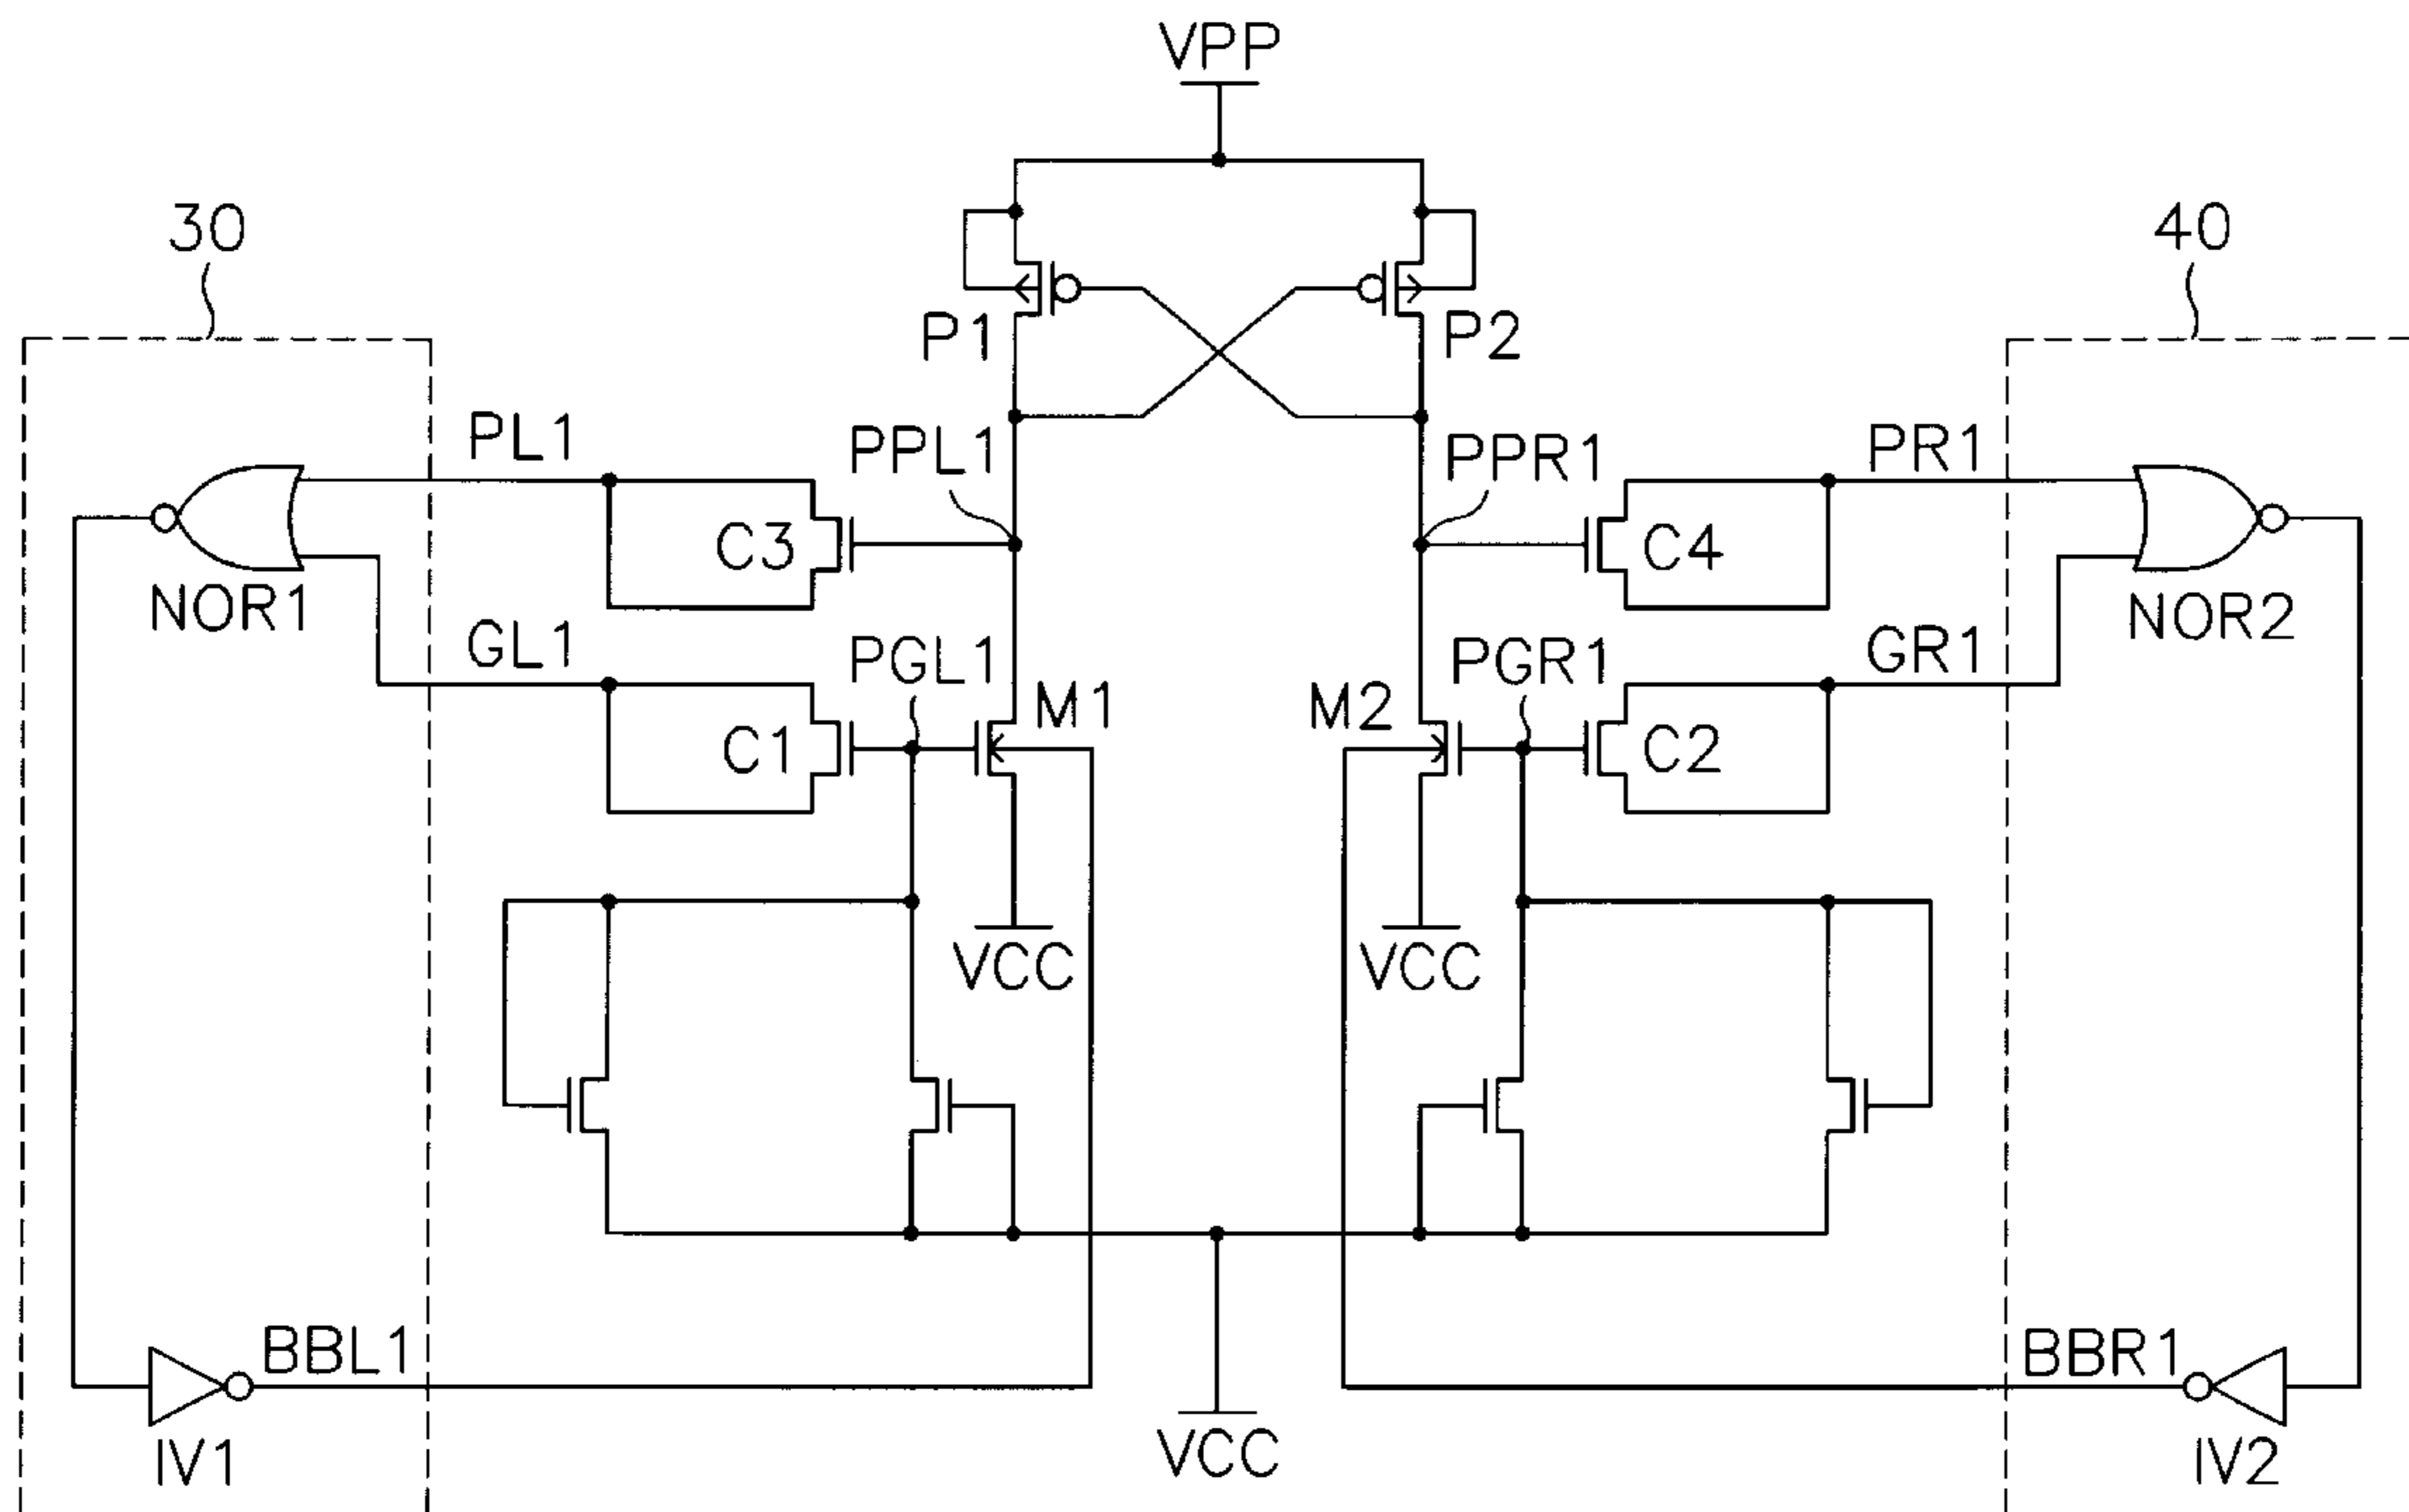 VPP
30
40
P1
P2
PL1
PPL1
PPR1
PR1
C3
C4
NOR1
NOR2
GL1
PGL1
M1
M2
PGR1
GR1
C1
C2
VCC
VCC
BBL1
BBR1
IV1
VCC
IV2